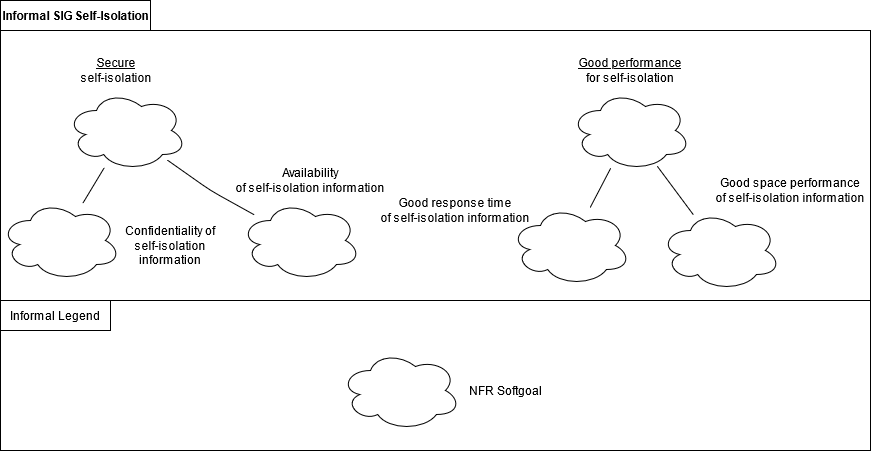 Informal SIG Self-Isolation
Secure
self-isolation
Good performance
for self-isolation
Availability
of self-isolation information
Confidentiality of
self-isolation
information
Good response time
of self-isolation information
Good space performance
of self-isolation information
Informal Legend
NFR Softgoal